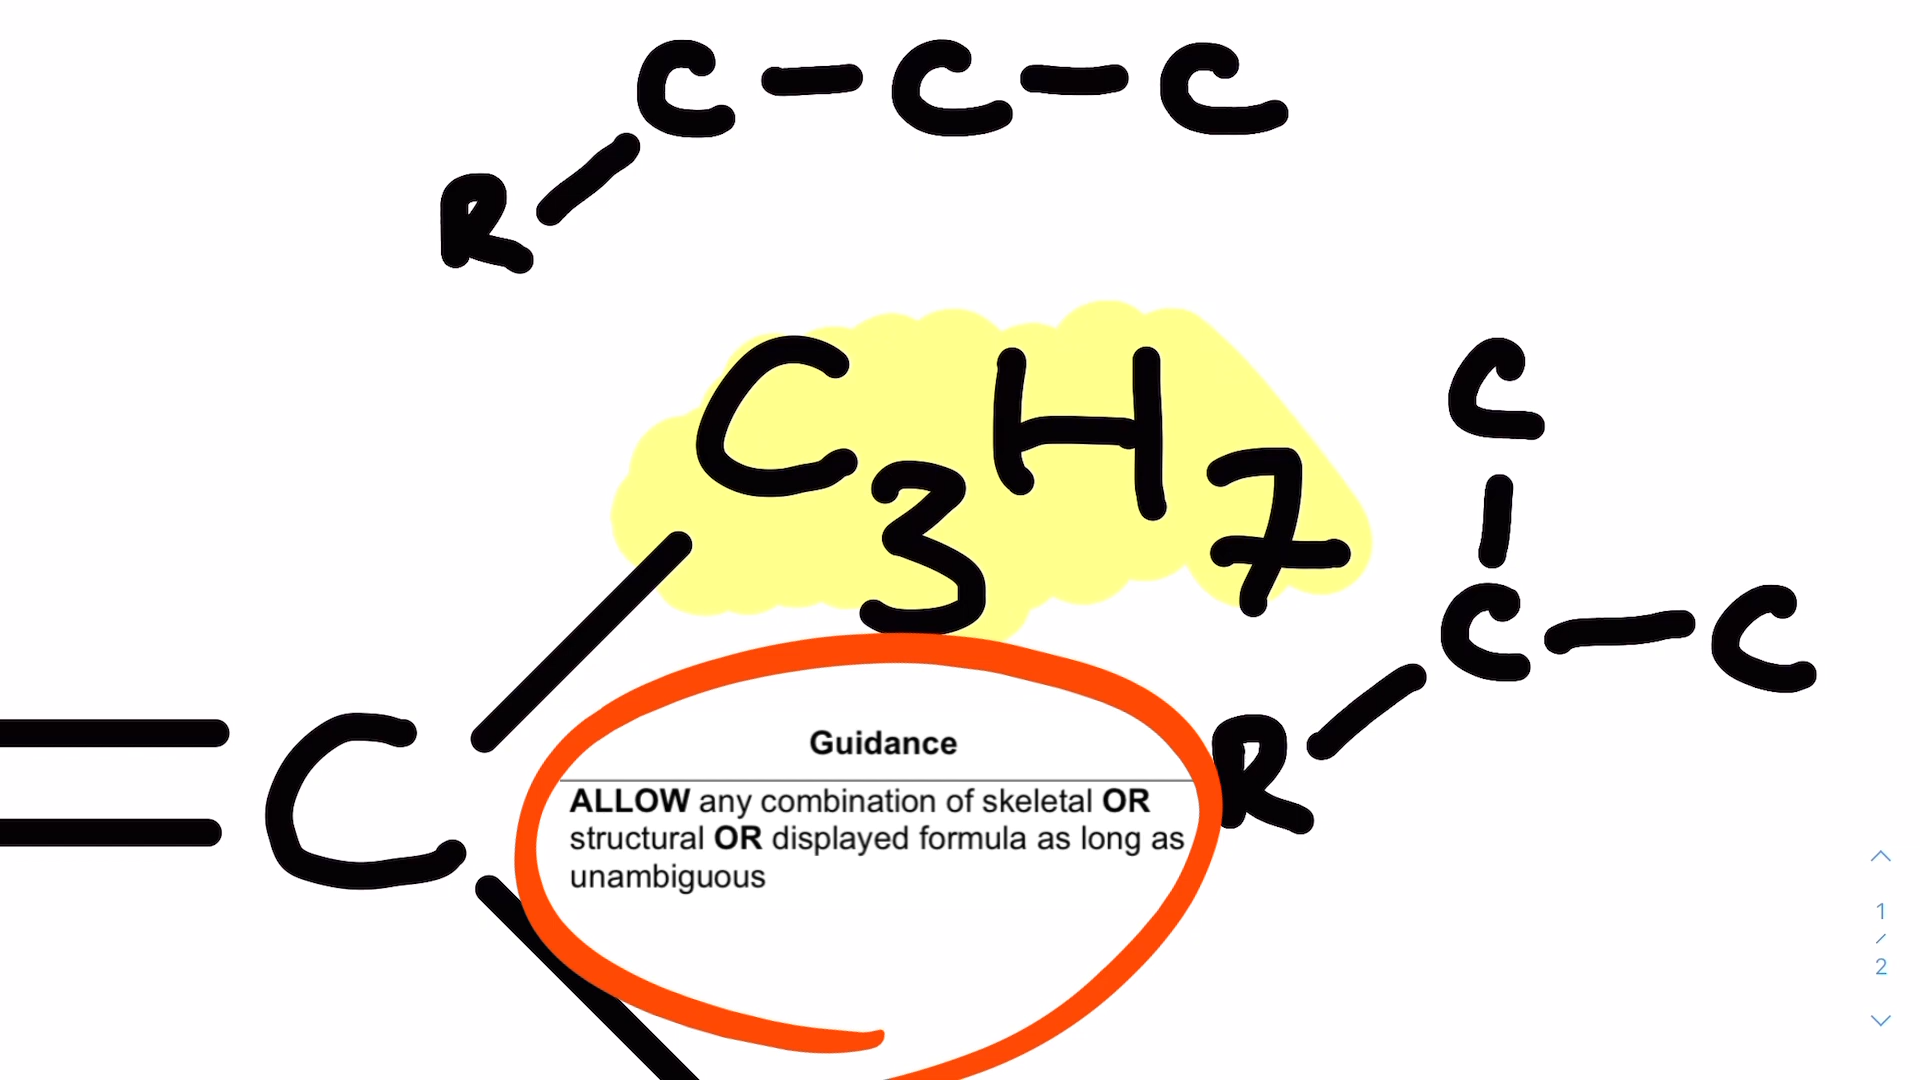 C - C - C
R
C3H7
C
C - C
R
C
Guidance
ALLOW any combination of skeletal OR
structural OR displayed formula as long as
unambiguous
1
/
2